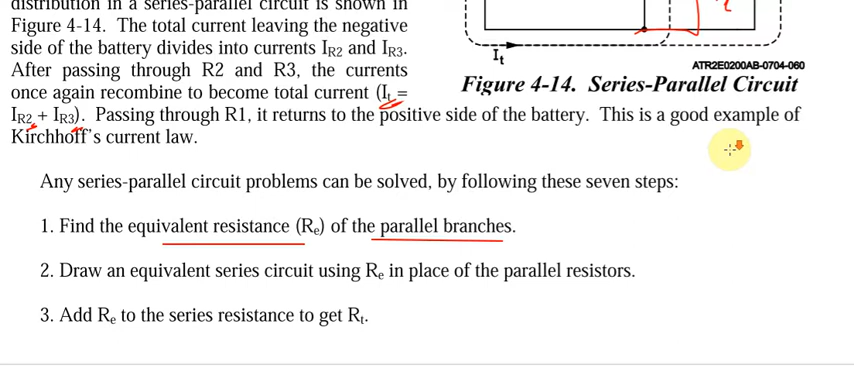 distribution in a series-parallel circuit is shown in
Figure 4-14. The total current leaving the negative
side of the battery divides into currents IR2 and IR3.
After passing through R2 and R3, the currents
once again recombine to become total current (It =
IR2 + IR3). Passing through R1, it returns to the positive side of the battery. This is a good example of
Kirchhoff's current law.
It
ATR2E0200AB-0704-060
Figure 4-14. Series-Parallel Circuit
Any series-parallel circuit problems can be solved, by following these seven steps:
1. Find the equivalent resistance (Re) of the parallel branches.
2. Draw an equivalent series circuit using Re in place of the parallel resistors.
3. Add Re to the series resistance to get Rt.